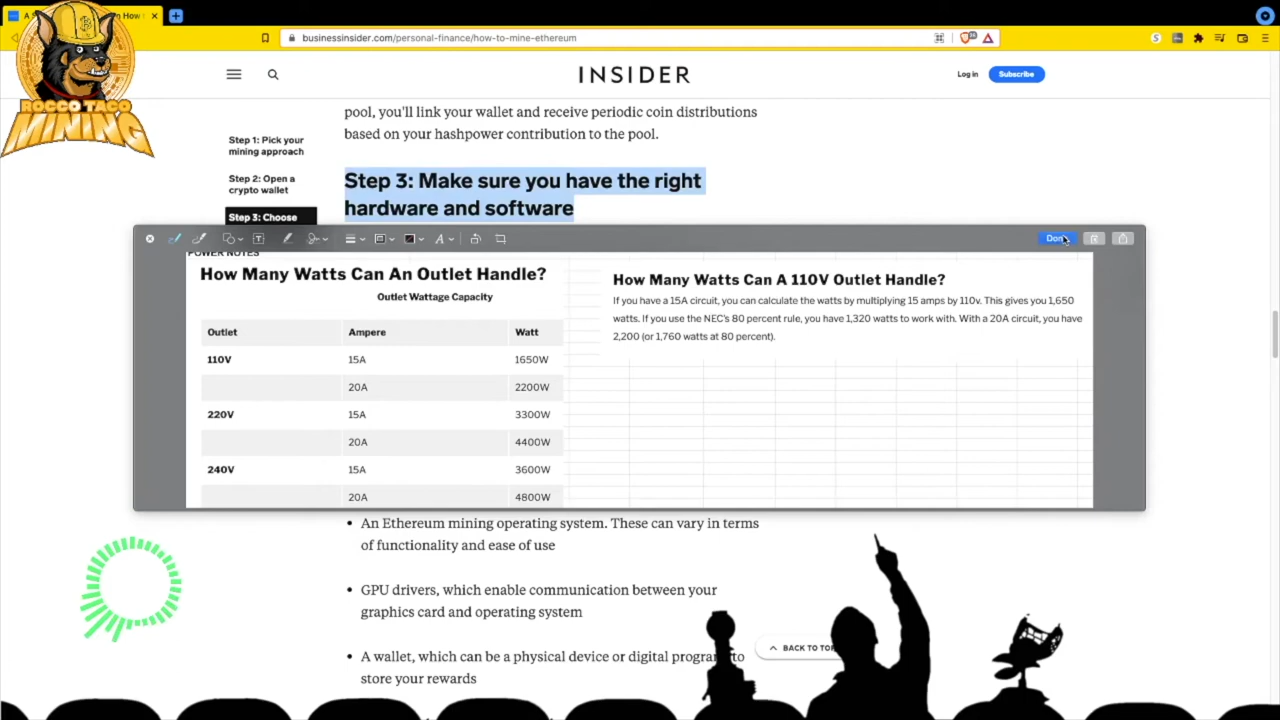 businessinsider.com/personal-finance/how-to-mine-ethereum
ROCCO TACO
MINING
INSIDER
Log in
Subscribe
pool, you'll link your wallet and receive periodic coin distributions
based on your hashpower contribution to the pool.
Step 1: Pick your
mining approach
Step 2: Open a
crypto wallet
Step 3: Choose
Step 3: Make sure you have the right
hardware and software
Done
POWER NOTES
How Many Watts Can An Outlet Handle?
Outlet Wattage Capacity
Outlet Ampere Watt
110V 15A 1650W
20A 2200W
220V 15A 3300W
20A 4400W
240V 15A 3600W
20A 4800W
How Many Watts Can A 110V Outlet Handle?
If you have a 15A circuit, you can calculate the watts by multiplying 15 amps by 110v. This gives you 1,650
watts. If you use the NEC's 80 percent rule, you have 1,320 watts to work with. With a 20A circuit, you have
2,200 (or 1,760 watts at 80 percent).
• An Ethereum mining operating system. These can vary in terms
of functionality and ease of use
• GPU drivers, which enable communication between your
graphics card and operating system
• A wallet, which can be a physical device or digital program to
store your rewards
BACK TO TOP